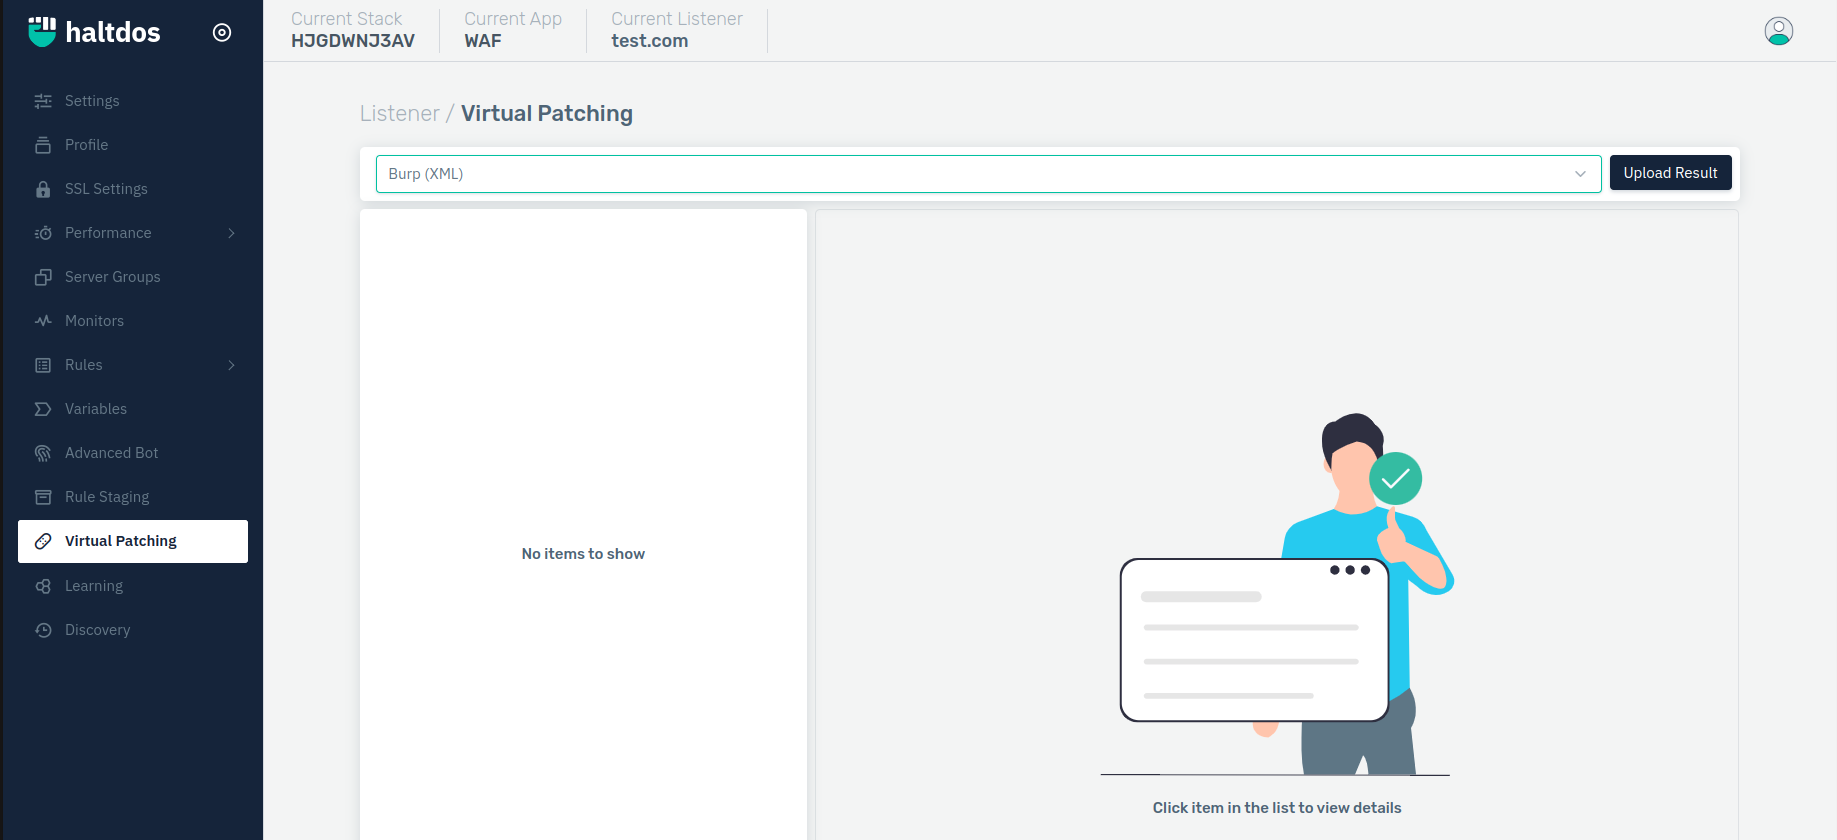 haltdos
Current Stack
HJGDWNJ3AV
Current App
WAF
Current Listener
test.com
Settings
Profile
SSL Settings
Performance
Server Groups
Monitors
Rules
Variables
Advanced Bot
Rule Staging
Virtual Patching
Learning
Discovery
Listener / Virtual Patching
Burp (XML)
Upload Result
No items to show
Click item in the list to view details